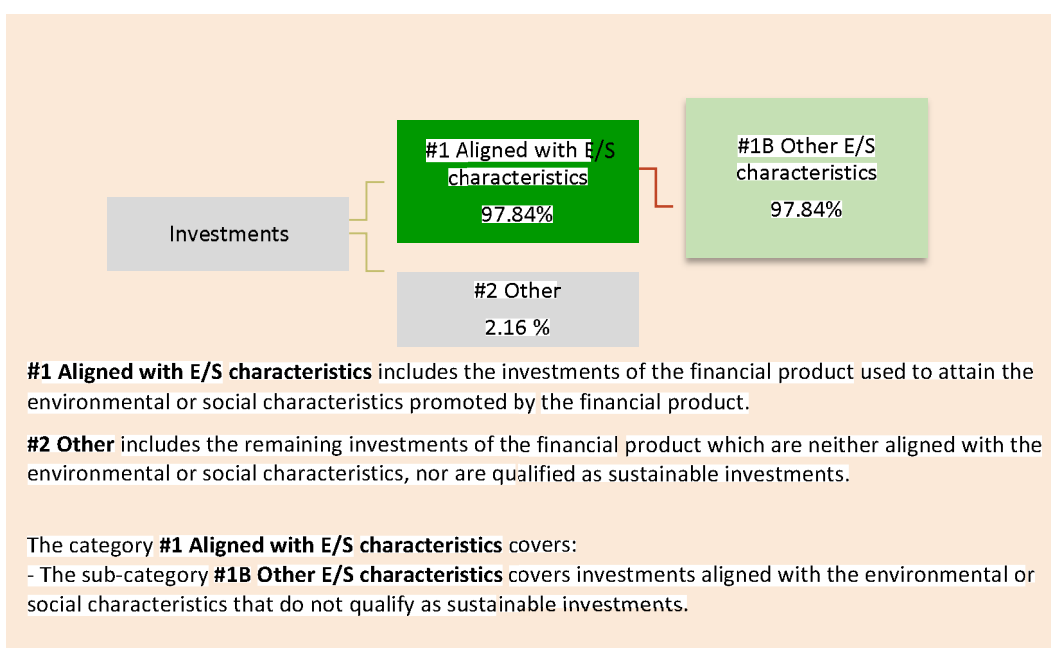 #1 Aligned with E/S
characteristics
97.84%
#1B Other E/S
characteristics
97.84%
Investments
#2 Other
2.16 %
#1 Aligned with E/S characteristics includes the investments of the financial product used to attain the
environmental or social characteristics promoted by the financial product.
#2 Other includes the remaining investments of the financial product which are neither aligned with the
environmental or social characteristics, nor are qualified as sustainable investments.
The category #1 Aligned with E/S characteristics covers:
- The sub-category #1B Other E/S characteristics covers investments aligned with the environmental or
social characteristics that do not qualify as sustainable investments.